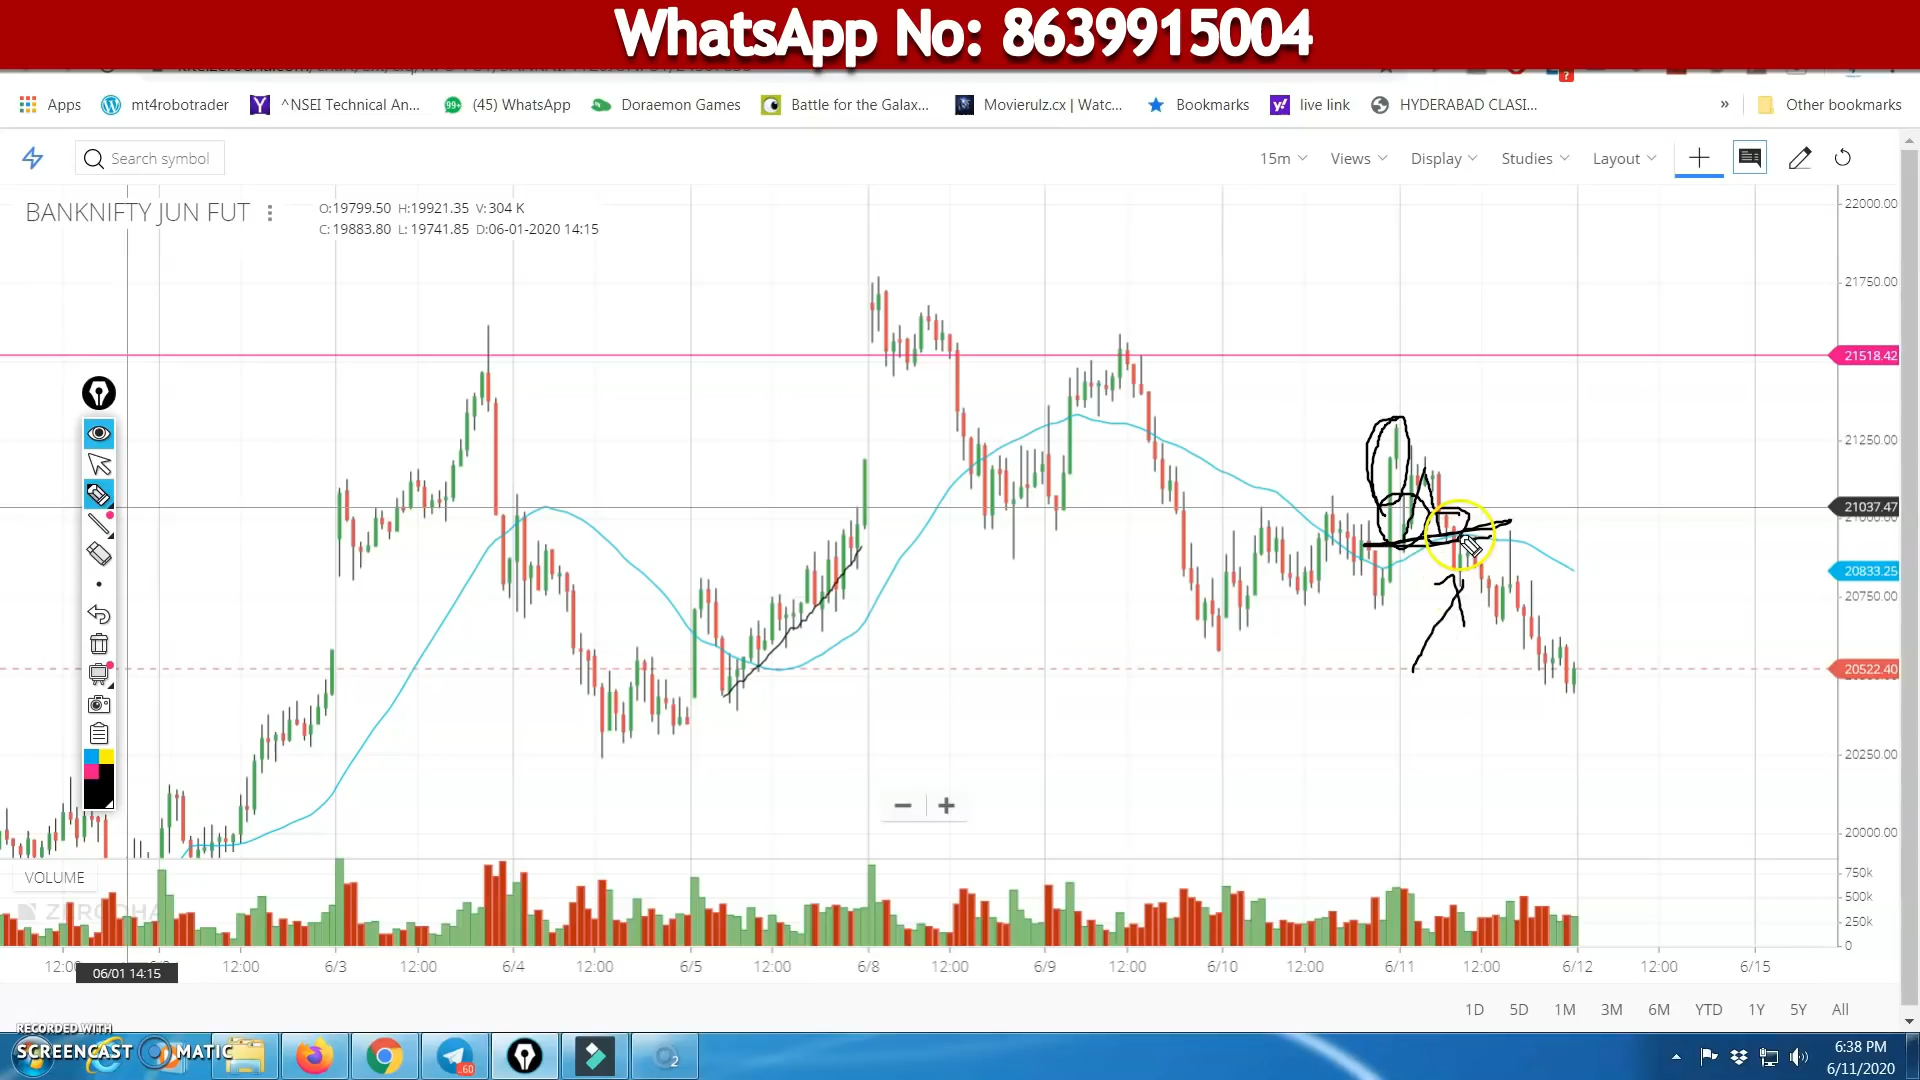 WhatsApp No: 8639915004
Apps mt4robotrader ^NSEI Technical An... (45) WhatsApp Doraemon Games Battle for the Galax... Movierulz.cx | Watc... Bookmarks live link HYDERABAD CLASI... » Other bookmarks
Search symbol 15m Views Display Studies Layout
BANKNIFTY JUN FUT
O:19799.50 H:19921.35 V:304 K
C:19883.80 L:19741.85 D:06-01-2020 14:15
22000.00
21750.00
21518.42
21250.00
21037.47
20833.25
20750.00
20522.40
20250.00
20000.00
VOLUME
750k
500k
250k
0
ZERODHA
12:00 12:00 6/3 12:00 6/4 12:00 6/5 12:00 6/8 12:00 6/9 12:00 6/10 12:00 6/11 12:00 6/12 12:00 6/15
06/01 14:15
1D 5D 1M 3M 6M YTD 1Y 5Y All
RECORDED WITH
SCREENCAST MATIC
60
2
6:38 PM
6/11/2020